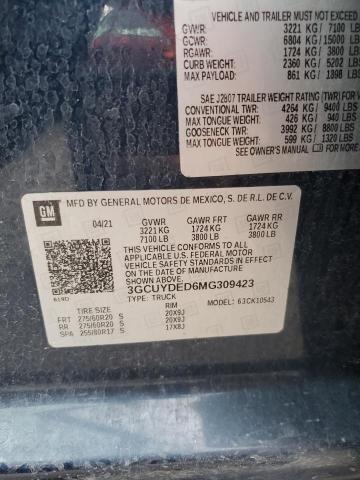 VEHICLE AND TRAILER MUST NOT EXCEED
GVWR: 3221 KG / 7100 LB
GCWR: 6804 KG / 15000 LB
RGAWR: 1724 KG / 3800 LB
CURB WEIGHT: 2360 KG / 5202 LBS
MAX PAYLOAD: 861 KG / 1898 LBS
SAE J2807 TRAILER WEIGHT RATING (TWR) FOR
CONVENTIONAL TWR: 4264 KG / 9400 LBS
MAX TONGUE WEIGHT: 426 KG / 940 LBS
GOOSENECK TWR: 3992 KG / 8800 LBS
MAX TONGUE WEIGHT: 599 KG / 1320 LBS
SEE OWNER'S MANUAL FOR ADDITIONAL
GM
MFD BY GENERAL MOTORS DE MEXICO, S. DE R.L. DE C.V.
04/21 GVWR GAWR FRT GAWR RR
3221 KG 1724 KG 1724 KG
7100 LB 3800 LB 3800 LB
THIS VEHICLE CONFORMS TO ALL
APPLICABLE U.S. FEDERAL MOTOR
VEHICLE SAFETY AND THEFT PREVENTION
STANDARDS IN EFFECT ON THE DATE OF
MANUFACTURE SHOWN ABOVE.
3GCUYDED6MG309423
619D TYPE: TRUCK MODEL: 63CK10543
TIRE SIZE RIM
FRT 275/60R20 S 20X9J
RR 275/60R20 S 20X9J
SPA 255/80R17 S 17X8J